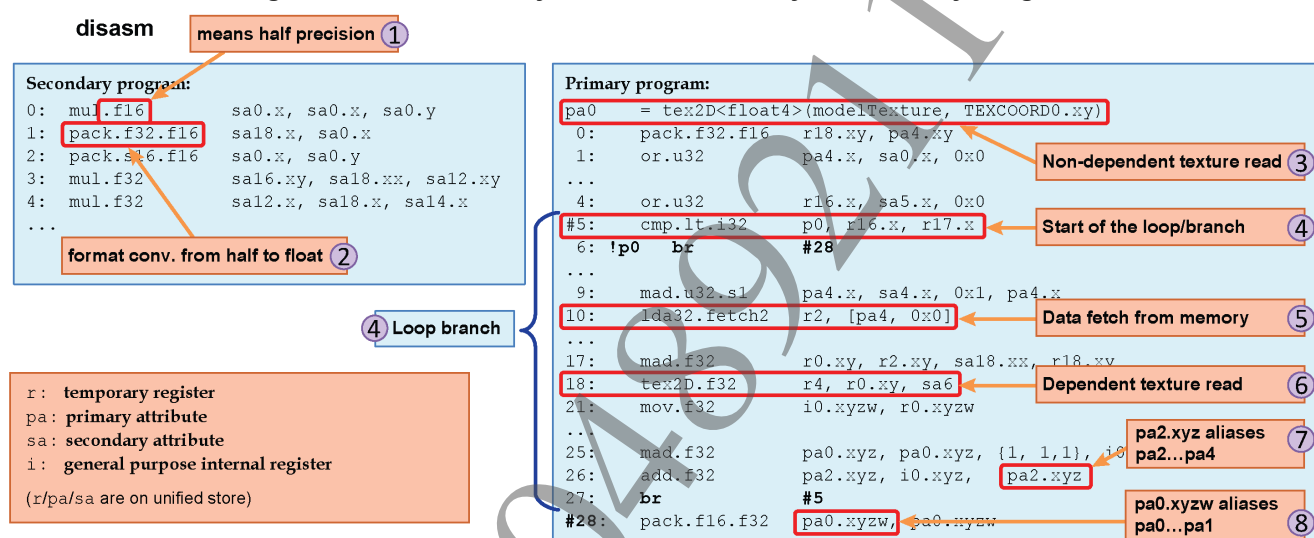 disasm
means half precision 1
Secondary program:
0: mul.f16 sa0.x, sa0.x, sa0.y
1: pack.f32.f16 sa18.x, sa0.x
2: pack.s16.f16 sa0.x, sa0.y
3: mul.f32 sa16.xy, sa18.xx, sa12.xy
4: mul.f32 sa12.x, sa18.x, sa14.x
...
format conv. from half to float 2
4 Loop branch
r: temporary register
pa: primary attribute
sa: secondary attribute
i: general purpose internal register
(r/pa/sa are on unified store)
Primary program:
pa0 = tex2D<float4>(modelTexture, TEXCOORD0.xy)
0: pack.f32.f16 r18.xy, pa4.xy
1: or.u32 pa4.x, sa0.x, 0x0
...
4: or.u32 r16.x, sa5.x, 0x0
#5: cmp.lt.i32 p0, r16.x, r17.x
6: !p0 br #28
...
9: mad.u32.s1 pa4.x, sa4.x, 0x1, pa4.x
10: lda32.fetch2 r2, [pa4, 0x0]
...
17: mad.f32 r0.xy, r2.xy, sa18.xx, r18.xy
18: tex2D.f32 r4, r0.xy, sa6
21: mov.f32 i0.xyzw, r0.xyzw
...
25: mad.f32 pa0.xyz, pa0.xyz, {1, 1,1}, i0
26: add.f32 pa2.xyz, i0.xyz, pa2.xyz
27: br #5
#28: pack.f16.f32 pa0.xyzw, pa0.xyzw
Non-dependent texture read 3
Start of the loop/branch 4
Data fetch from memory 5
Dependent texture read 6
pa2.xyz aliases
pa2...pa4 7
pa0.xyzw aliases
pa0...pa1 8